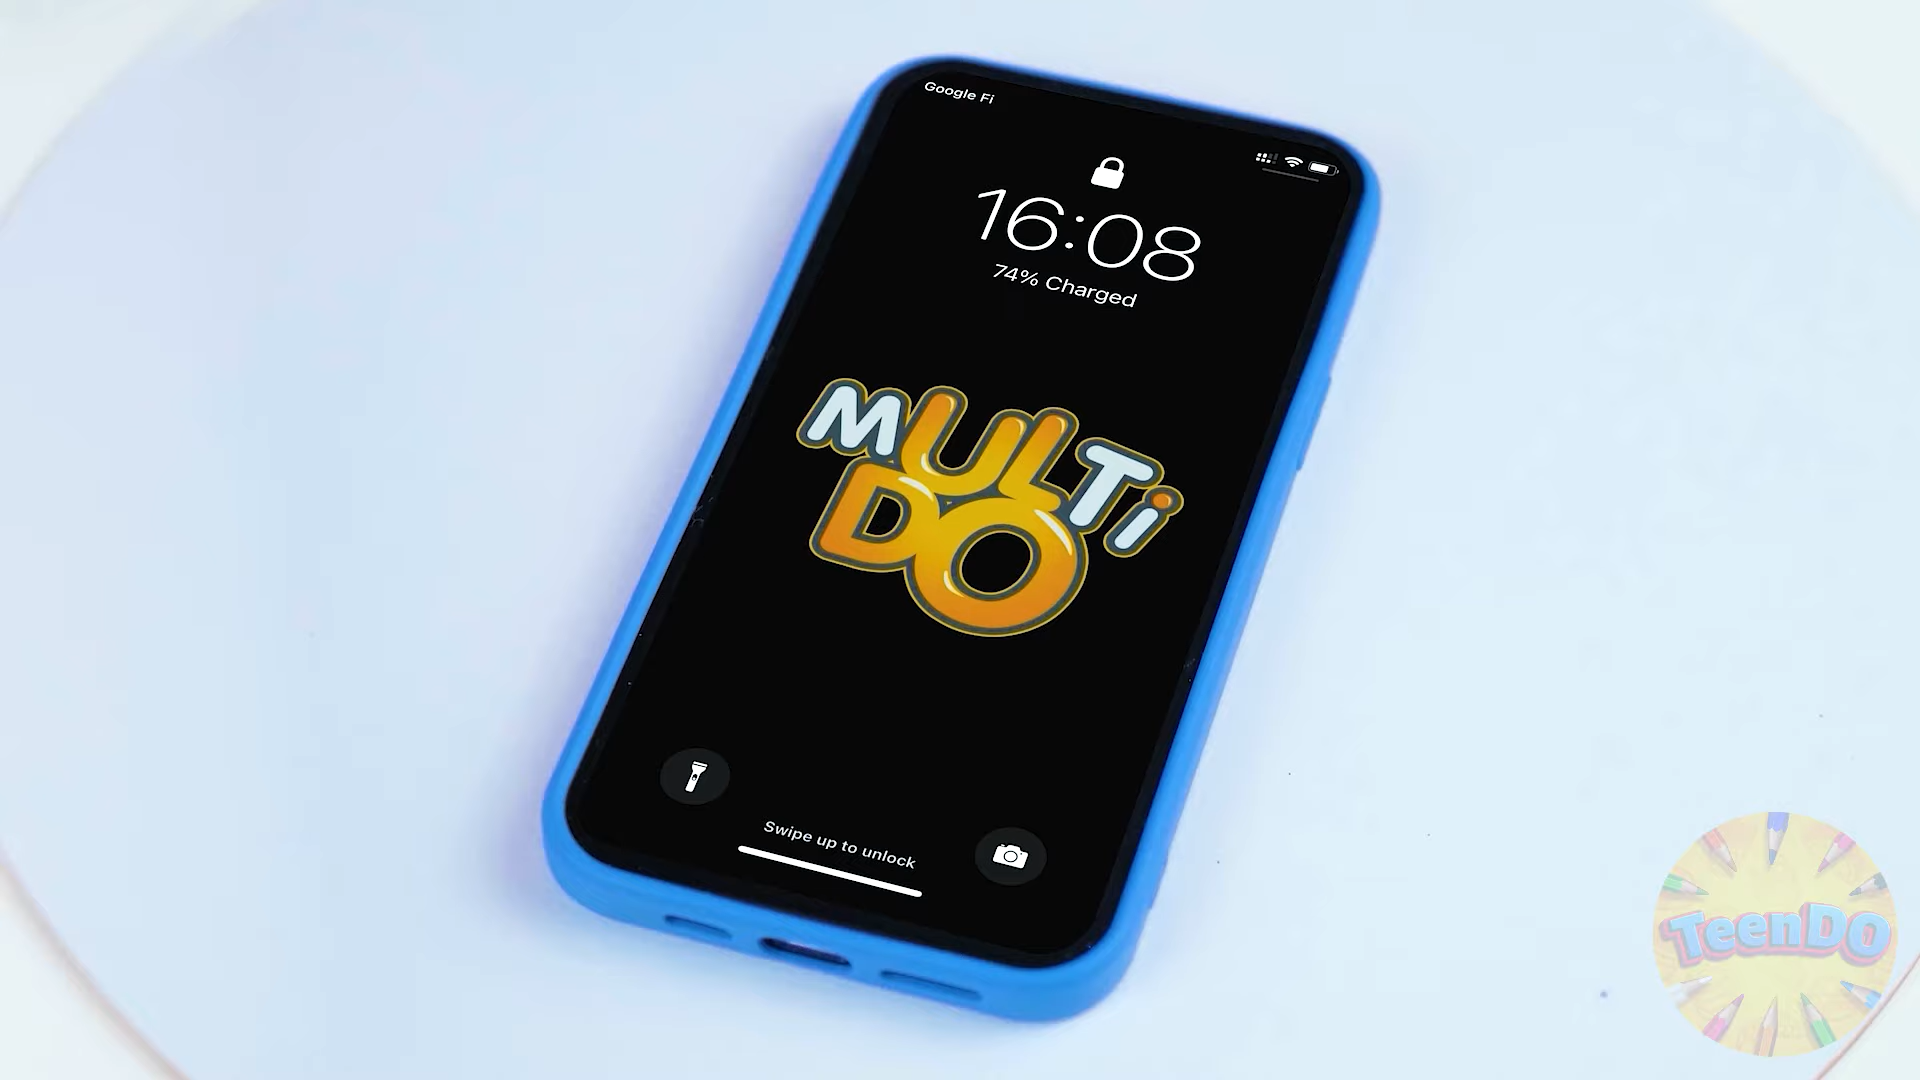 Google Fi
16:08
74% Charged
MULTi
DO
Swipe up to unlock
TeenDO